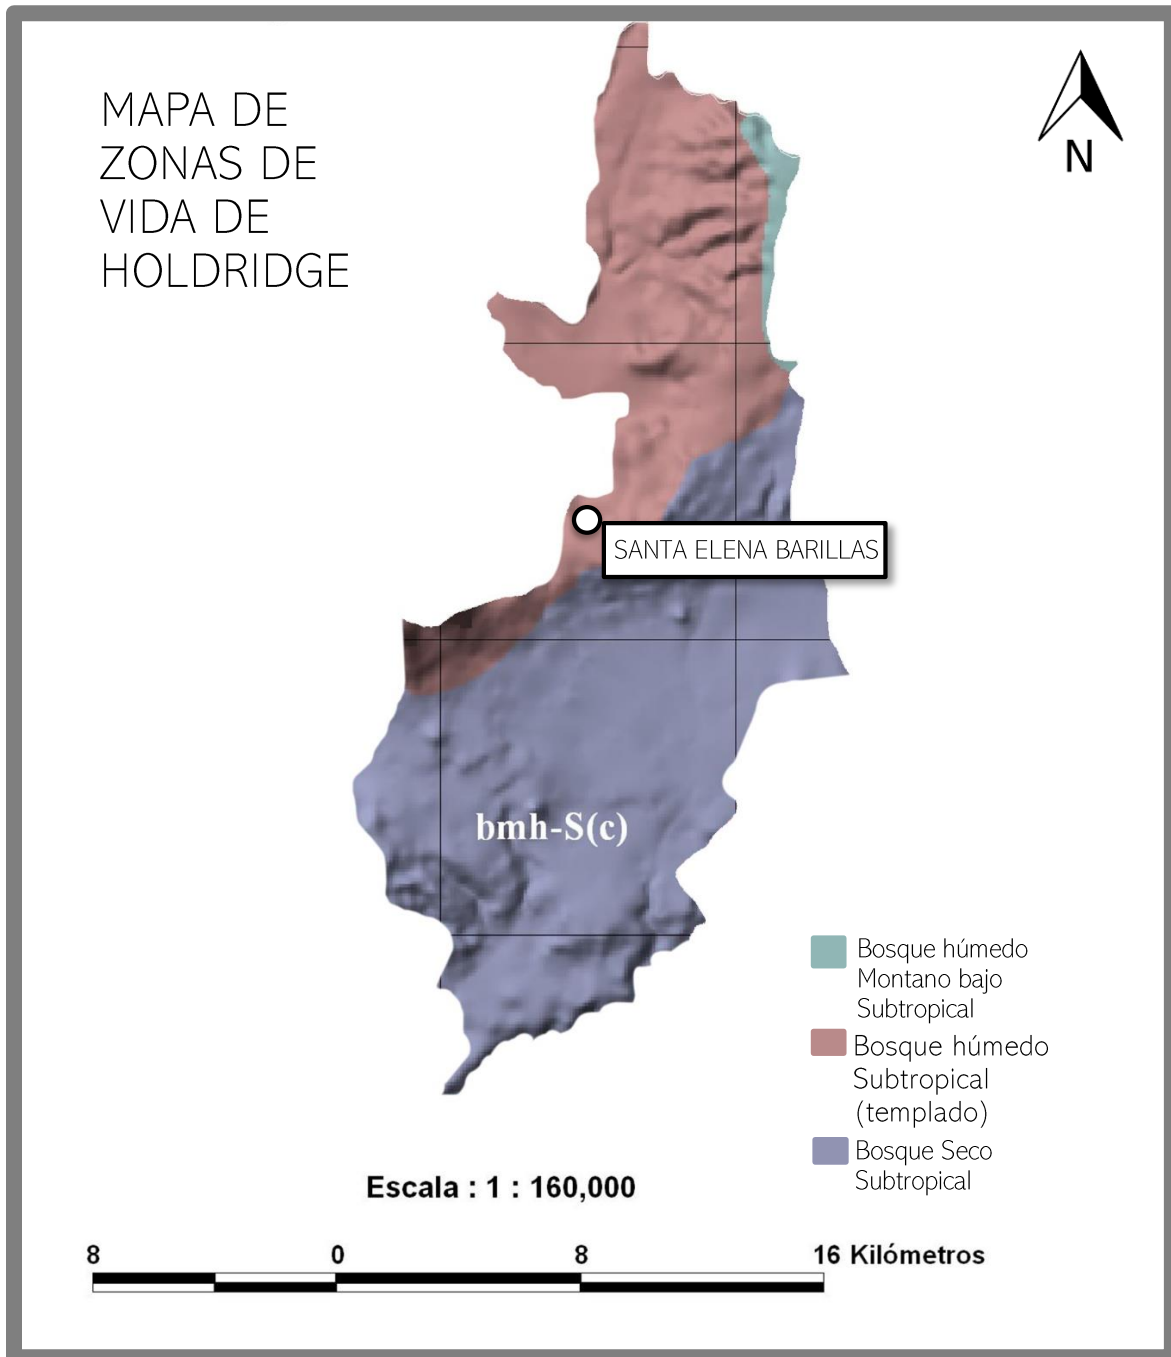 MAPA DE
ZONAS DE
VIDA DE
HOLDRIDGE
N
SANTA ELENA BARILLAS
bmh-S(c)
Bosque húmedo
Montano bajo
Subtropical
Bosque húmedo
Subtropical
(templado)
Bosque Seco
Subtropical
Escala : 1 : 160,000
8 0 8 16 Kilómetros